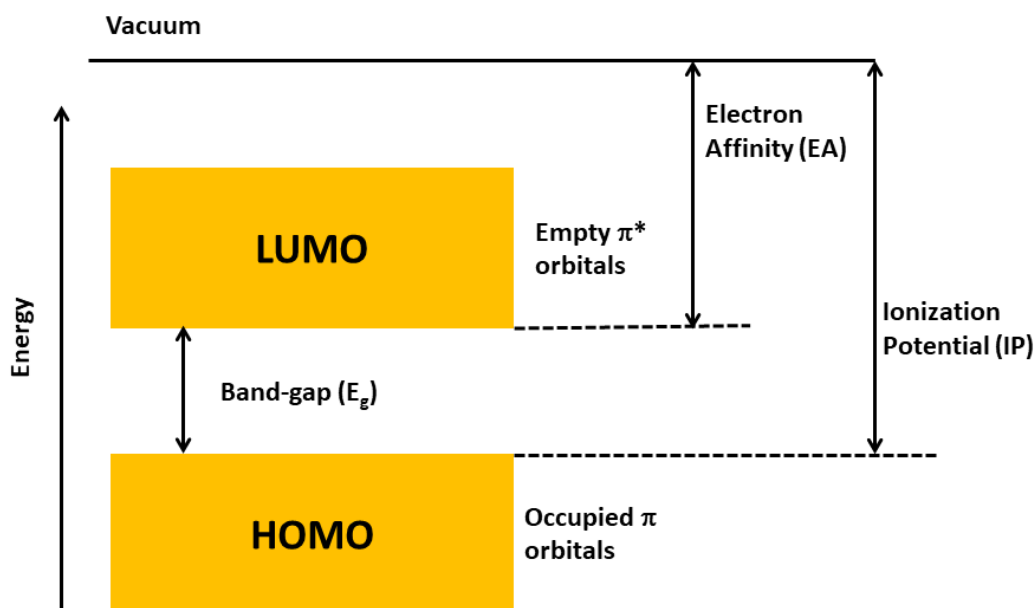 Vacuum
Electron
Affinity (EA)
LUMO
Empty π*
orbitals
Energy
Ionization
Potential (IP)
Band-gap (Eg)
HOMO
Occupied π
orbitals